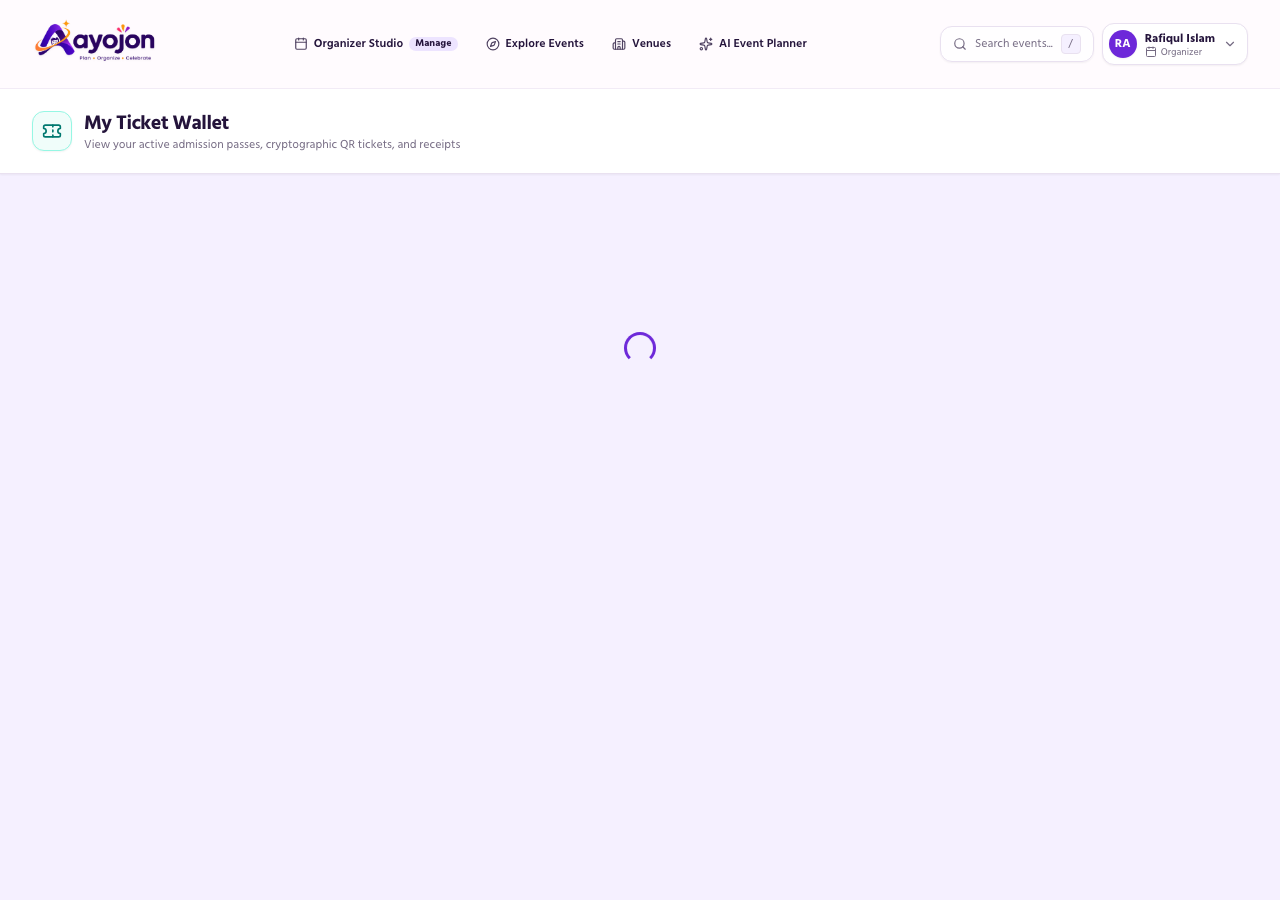 Aayojon
Plan • Organize • Celebrate
Organizer Studio Manage
Explore Events
Venues
AI Event Planner
Search events... /
RA
Rafiqul Islam
Organizer
My Ticket Wallet
View your active admission passes, cryptographic QR tickets, and receipts